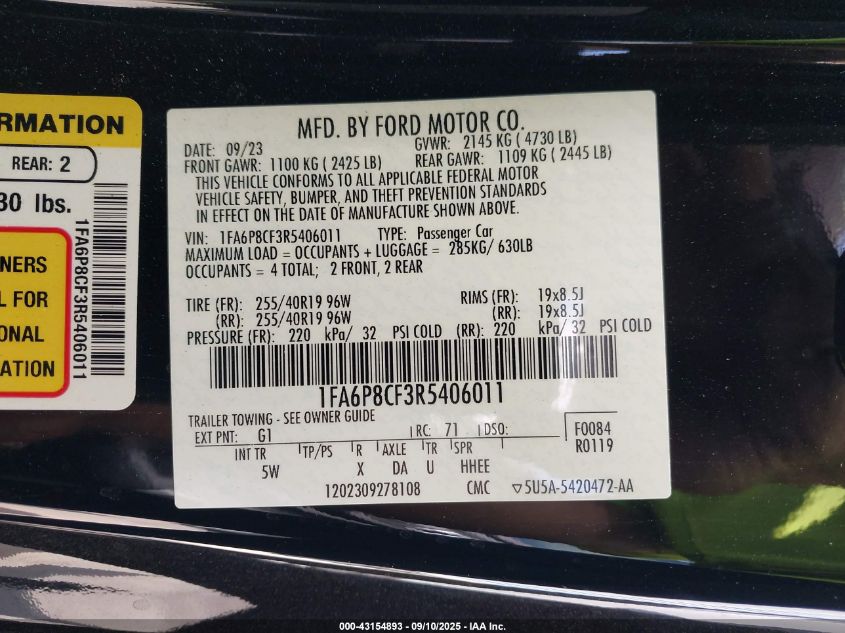 RMATION
REAR: 2
30 lbs.
NERS
L FOR
ONAL
ATION
1FA6P8CF3R5406011
MFD. BY FORD MOTOR CO.
DATE: 09/23 GVWR: 2145 KG ( 4730 LB)
FRONT GAWR: 1100 KG ( 2425 LB) REAR GAWR: 1109 KG ( 2445 LB)
THIS VEHICLE CONFORMS TO ALL APPLICABLE FEDERAL MOTOR
VEHICLE SAFETY, BUMPER, AND THEFT PREVENTION STANDARDS
IN EFFECT ON THE DATE OF MANUFACTURE SHOWN ABOVE.
VIN: 1FA6P8CF3R5406011 TYPE: Passenger Car
MAXIMUM LOAD = OCCUPANTS + LUGGAGE = 285KG/ 630LB
OCCUPANTS = 4 TOTAL; 2 FRONT, 2 REAR
TIRE (FR): 255/40R19 96W RIMS (FR): 19x8.5J
(RR): 255/40R19 96W (RR): 19x8.5J
PRESSURE (FR): 220 kPa/ 32 PSI COLD (RR): 220 kPa/ 32 PSI COLD
1FA6P8CF3R5406011
TRAILER TOWING - SEE OWNER GUIDE
EXT PNT: G1 RC: 71 DSO: F0084
R0119
INT TR TP/PS R AXLE TR SPR
5W X DA U HHEE
1202309278108 CMC ▽5U5A-5420472-AA
000-43154893 - 09/10/2025 - IAA Inc.